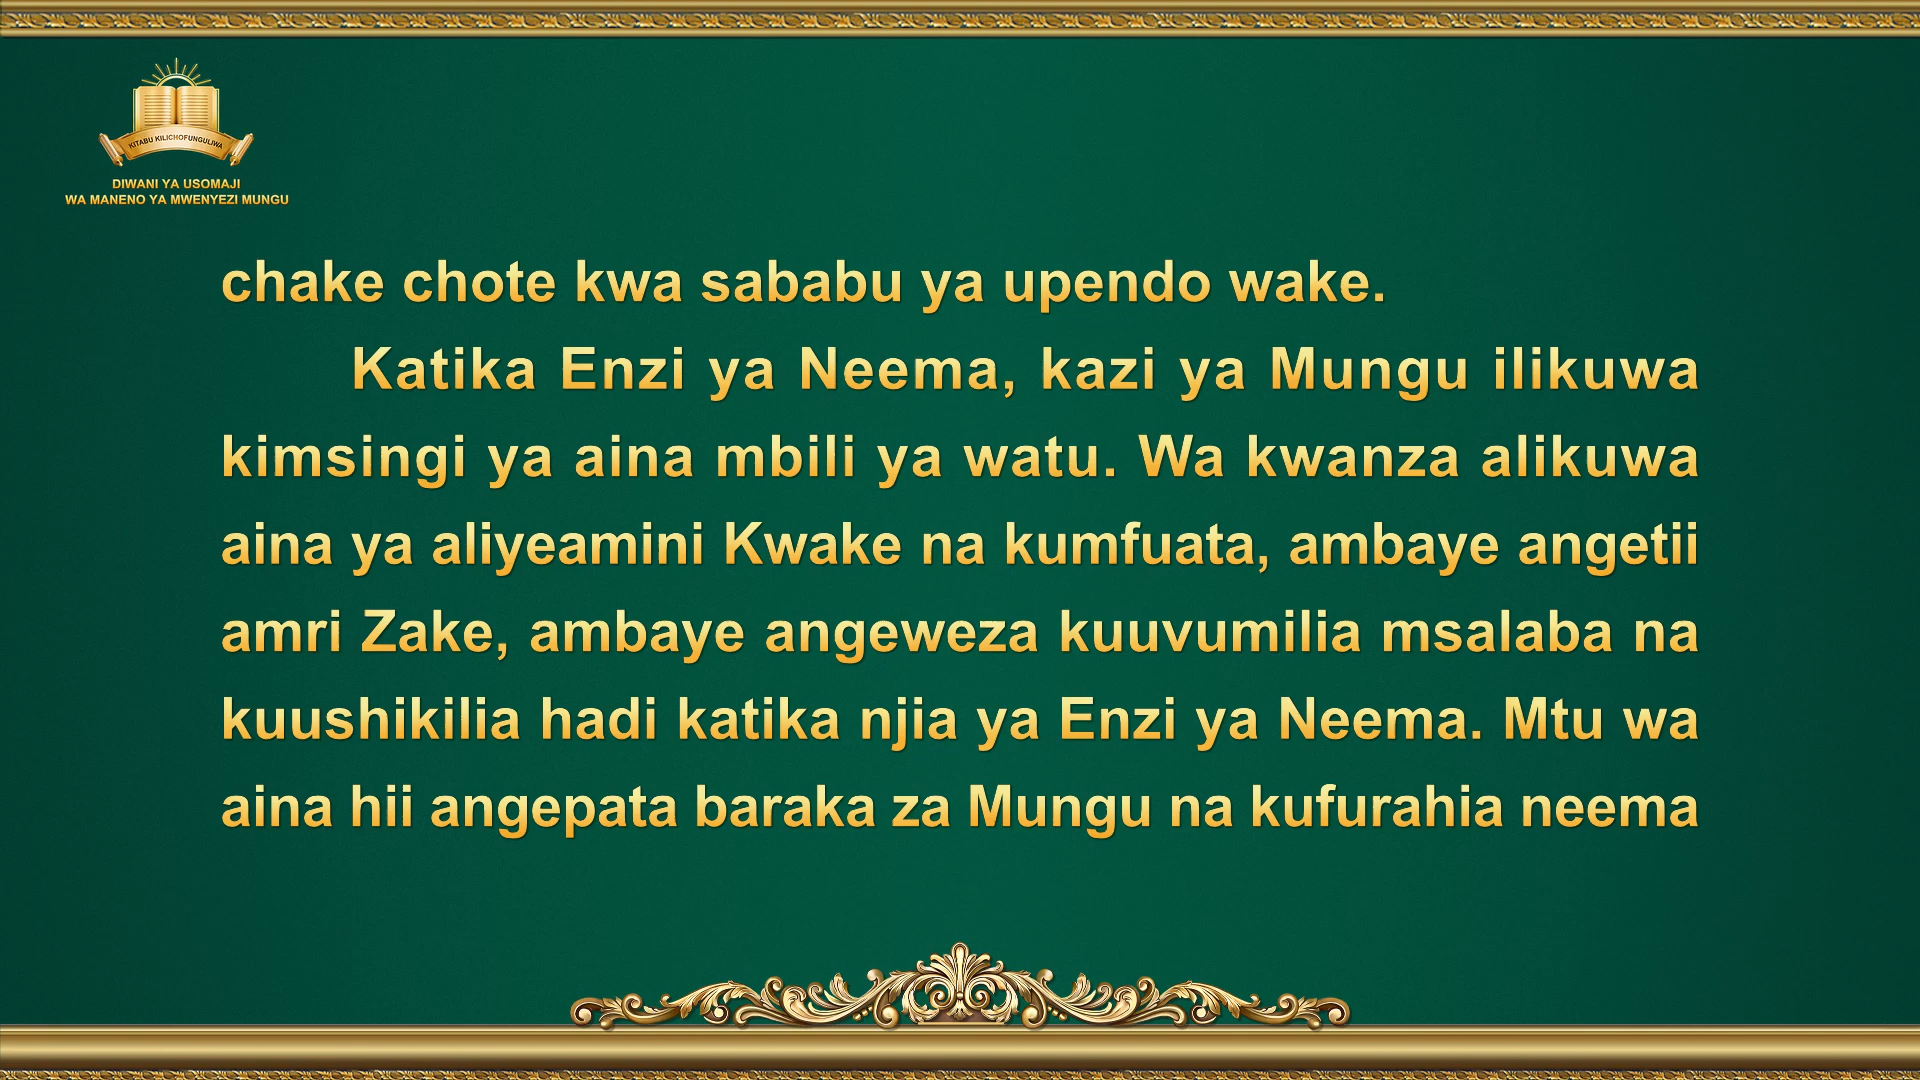 KITABU KILICHOFUNGULIWA
DIWANI YA USOMAJI
WA MANENO YA MWENYEZI MUNGU
chake chote kwa sababu ya upendo wake.
Katika Enzi ya Neema, kazi ya Mungu ilikuwa
kimsingi ya aina mbili ya watu. Wa kwanza alikuwa
aina ya aliyeamini Kwake na kumfuata, ambaye angetii
amri Zake, ambaye angeweza kuuvumilia msalaba na
kuushikilia hadi katika njia ya Enzi ya Neema. Mtu wa
aina hii angepata baraka za Mungu na kufurahia neema